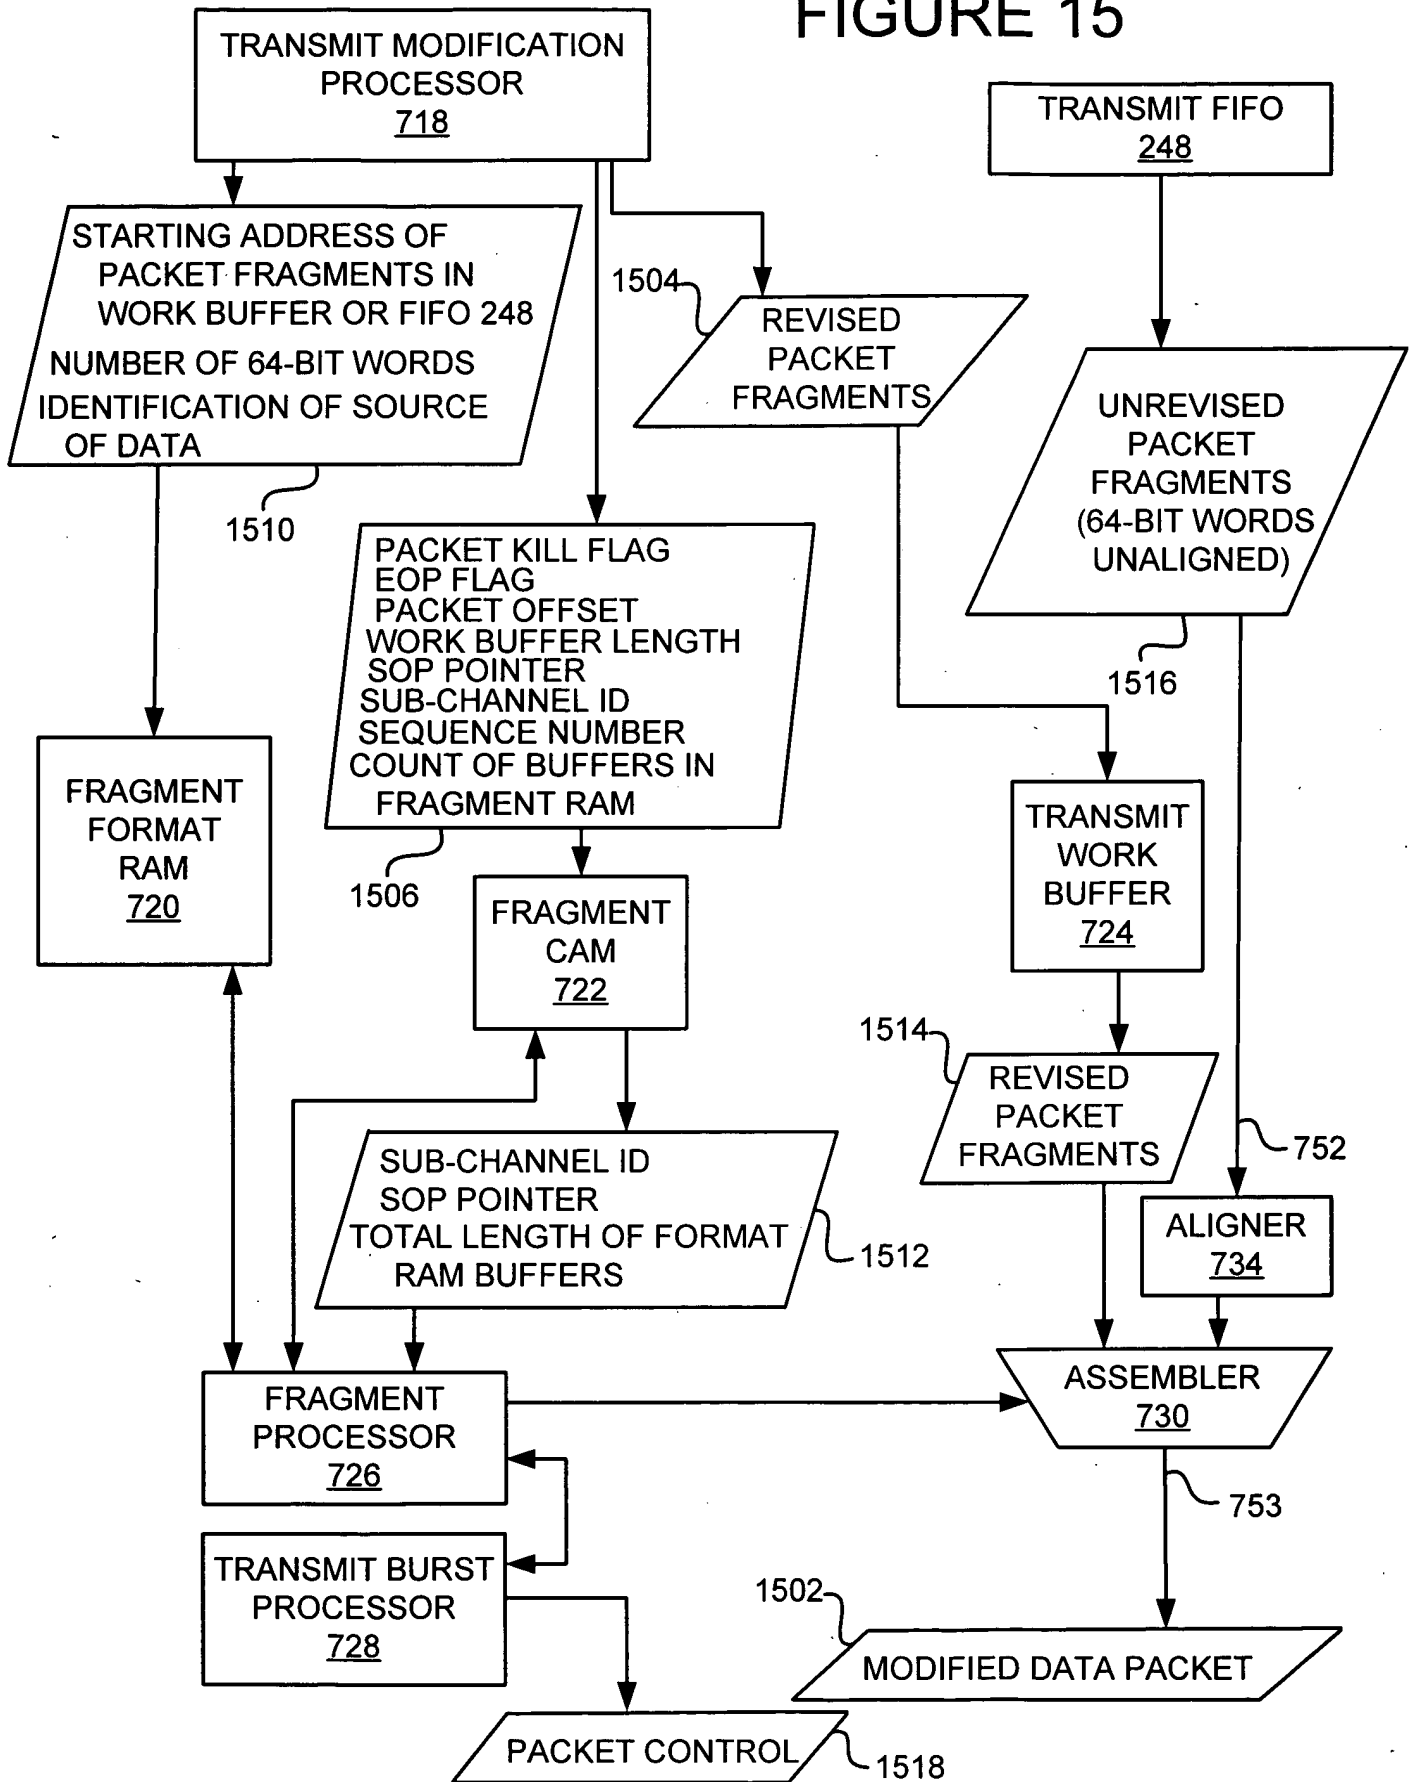 FIGURE 15
TRANSMIT MODIFICATION
PROCESSOR
718
TRANSMIT FIFO
248
STARTING ADDRESS OF
PACKET FRAGMENTS IN
WORK BUFFER OR FIFO 248
NUMBER OF 64-BIT WORDS
IDENTIFICATION OF SOURCE
OF DATA
1510
1504
REVISED
PACKET
FRAGMENTS
UNREVISED
PACKET
FRAGMENTS
(64-BIT WORDS
UNALIGNED)
1516
PACKET KILL FLAG
EOP FLAG
PACKET OFFSET
WORK BUFFER LENGTH
SOP POINTER
SUB-CHANNEL ID
SEQUENCE NUMBER
COUNT OF BUFFERS IN
FRAGMENT RAM
1506
FRAGMENT
FORMAT
RAM
720
FRAGMENT
CAM
722
TRANSMIT
WORK
BUFFER
724
1514
REVISED
PACKET
FRAGMENTS
752
SUB-CHANNEL ID
SOP POINTER
TOTAL LENGTH OF FORMAT
RAM BUFFERS
1512
ALIGNER
734
FRAGMENT
PROCESSOR
726
ASSEMBLER
730
753
TRANSMIT BURST
PROCESSOR
728
1502
MODIFIED DATA PACKET
PACKET CONTROL
1518